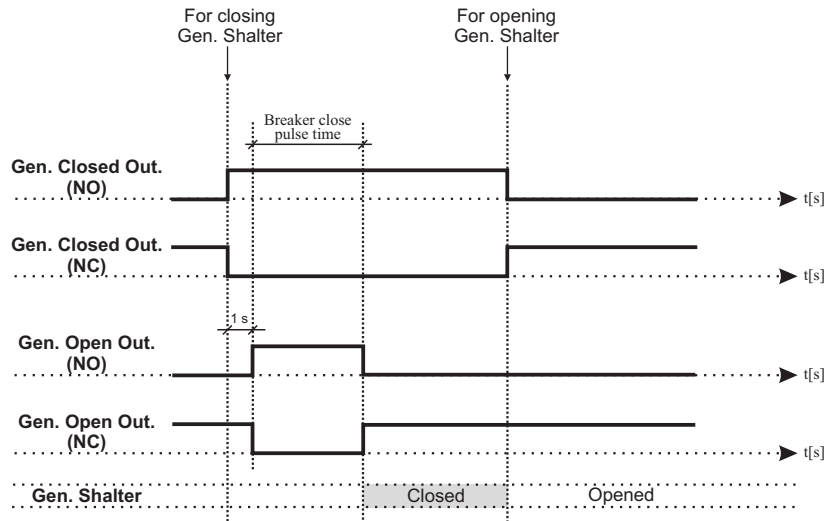 For closing
Gen. Shalter
For opening
Gen. Shalter
Breaker close
pulse time
Gen. Closed Out.
(NO)
t[s]
Gen. Closed Out.
(NC)
t[s]
1 s
Gen. Open Out.
(NO)
t[s]
Gen. Open Out.
(NC)
t[s]
Gen. Shalter
Closed
Opened